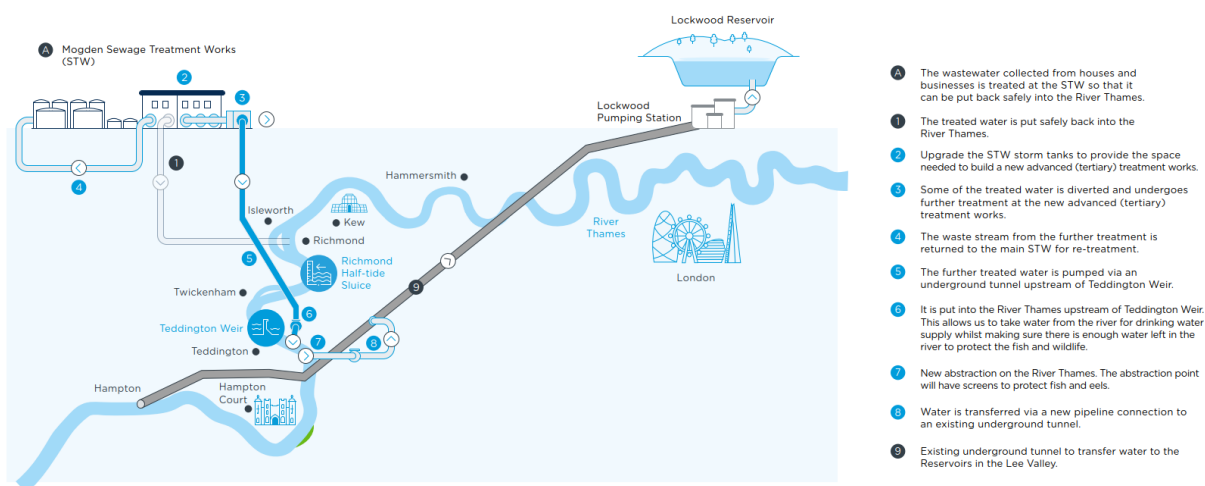 Lockwood Reservoir
A Mogden Sewage Treatment Works
(STW)
2
3
Lockwood
Pumping Station
1
4
Hammersmith
Isleworth
Kew
River
Thames
Richmond
5
Richmond
Half-tide
Sluice
London
9
Twickenham
6
Teddington Weir
7
8
Teddington
Hampton
Hampton
Court
A The wastewater collected from houses and
businesses is treated at the STW so that it
can be put back safely into the River Thames.
1 The treated water is put safely back into the
River Thames.
2 Upgrade the STW storm tanks to provide the space
needed to build a new advanced (tertiary) treatment works.
3 Some of the treated water is diverted and undergoes
further treatment at the new advanced (tertiary)
treatment works.
4 The waste stream from the further treatment is
returned to the main STW for re-treatment.
5 The further treated water is pumped via an
underground tunnel upstream of Teddington Weir.
6 It is put into the River Thames upstream of Teddington Weir.
This allows us to take water from the river for drinking water
supply whilst making sure there is enough water left in the
river to protect the fish and wildlife.
7 New abstraction on the River Thames. The abstraction point
will have screens to protect fish and eels.
8 Water is transferred via a new pipeline connection to
an existing underground tunnel.
9 Existing underground tunnel to transfer water to the
Reservoirs in the Lee Valley.